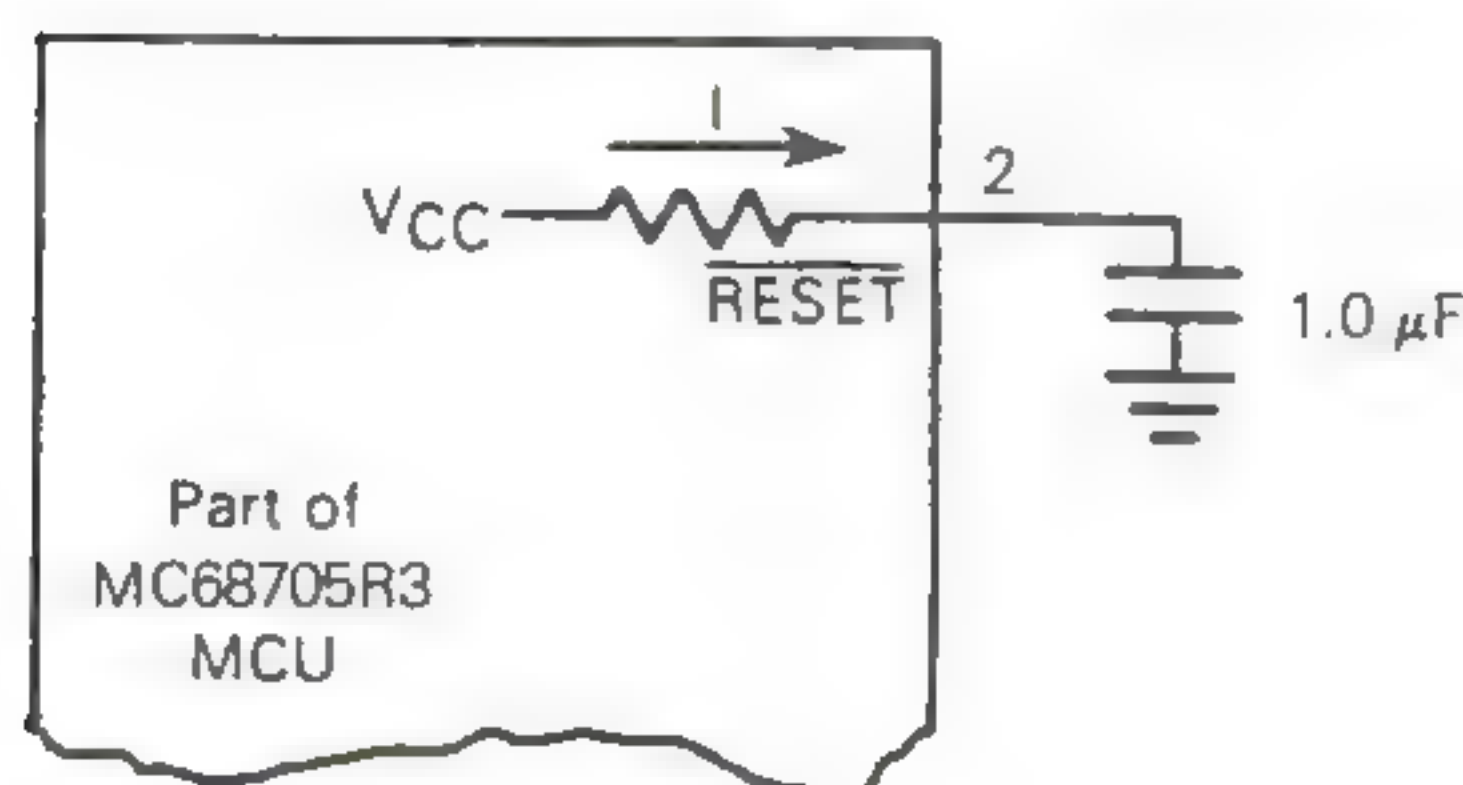 I
2
VCC
RESET
1.0 μF
Part of
MC68705R3
MCU